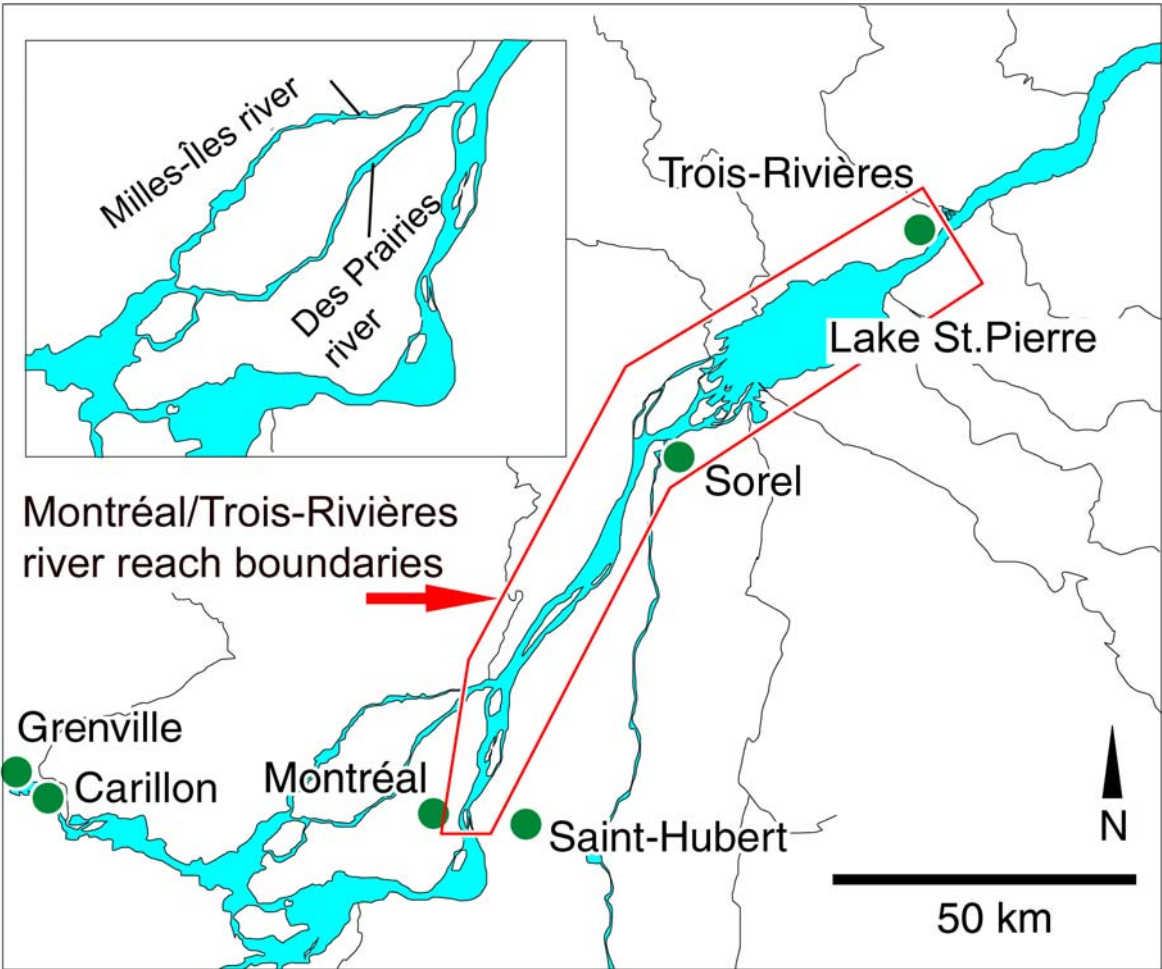 Milles-Îles river
Des Prairies
river
Trois-Rivières
Lake St.Pierre
Sorel
Montréal/Trois-Rivières
river reach boundaries
Grenville
Carillon
Montréal
Saint-Hubert
N
50 km